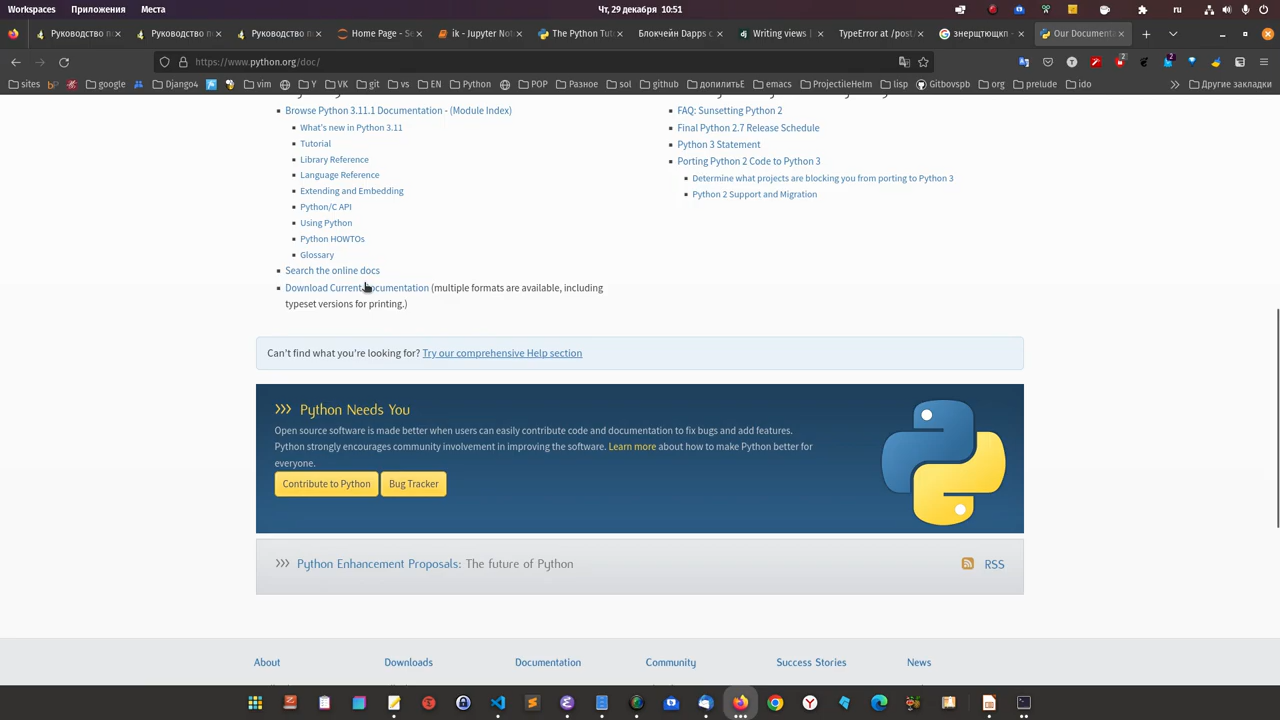 Workspaces Приложения Места Чт, 29 декабря 10:51 ru
Руководство п Руководство п Руководство п Home Page - Se ik - Jupyter Not The Python Tut Блокчейн Dapps с Writing views | TypeError at /post/ знерщтющкп - Our Documenta
https://www.python.org/doc/
sites google Django4 Y VK git vs EN Python POP Разное sol github допилитьЕ emacs ProjectileHelm lisp Gitbovspb org prelude ido Другие закладки
Browse Python 3.11.1 Documentation - (Module Index)
What's new in Python 3.11
Tutorial
Library Reference
Language Reference
Extending and Embedding
Python/C API
Using Python
Python HOWTOs
Glossary
Search the online docs
Download Current Documentation (multiple formats are available, including
typeset versions for printing.)
FAQ: Sunsetting Python 2
Final Python 2.7 Release Schedule
Python 3 Statement
Porting Python 2 Code to Python 3
Determine what projects are blocking you from porting to Python 3
Python 2 Support and Migration
Can't find what you're looking for? Try our comprehensive Help section
Python Needs You
Open source software is made better when users can easily contribute code and documentation to fix bugs and add features.
Python strongly encourages community involvement in improving the software. Learn more about how to make Python better for
everyone.
Contribute to Python Bug Tracker
Python Enhancement Proposals: The future of Python RSS
About Downloads Documentation Community Success Stories News